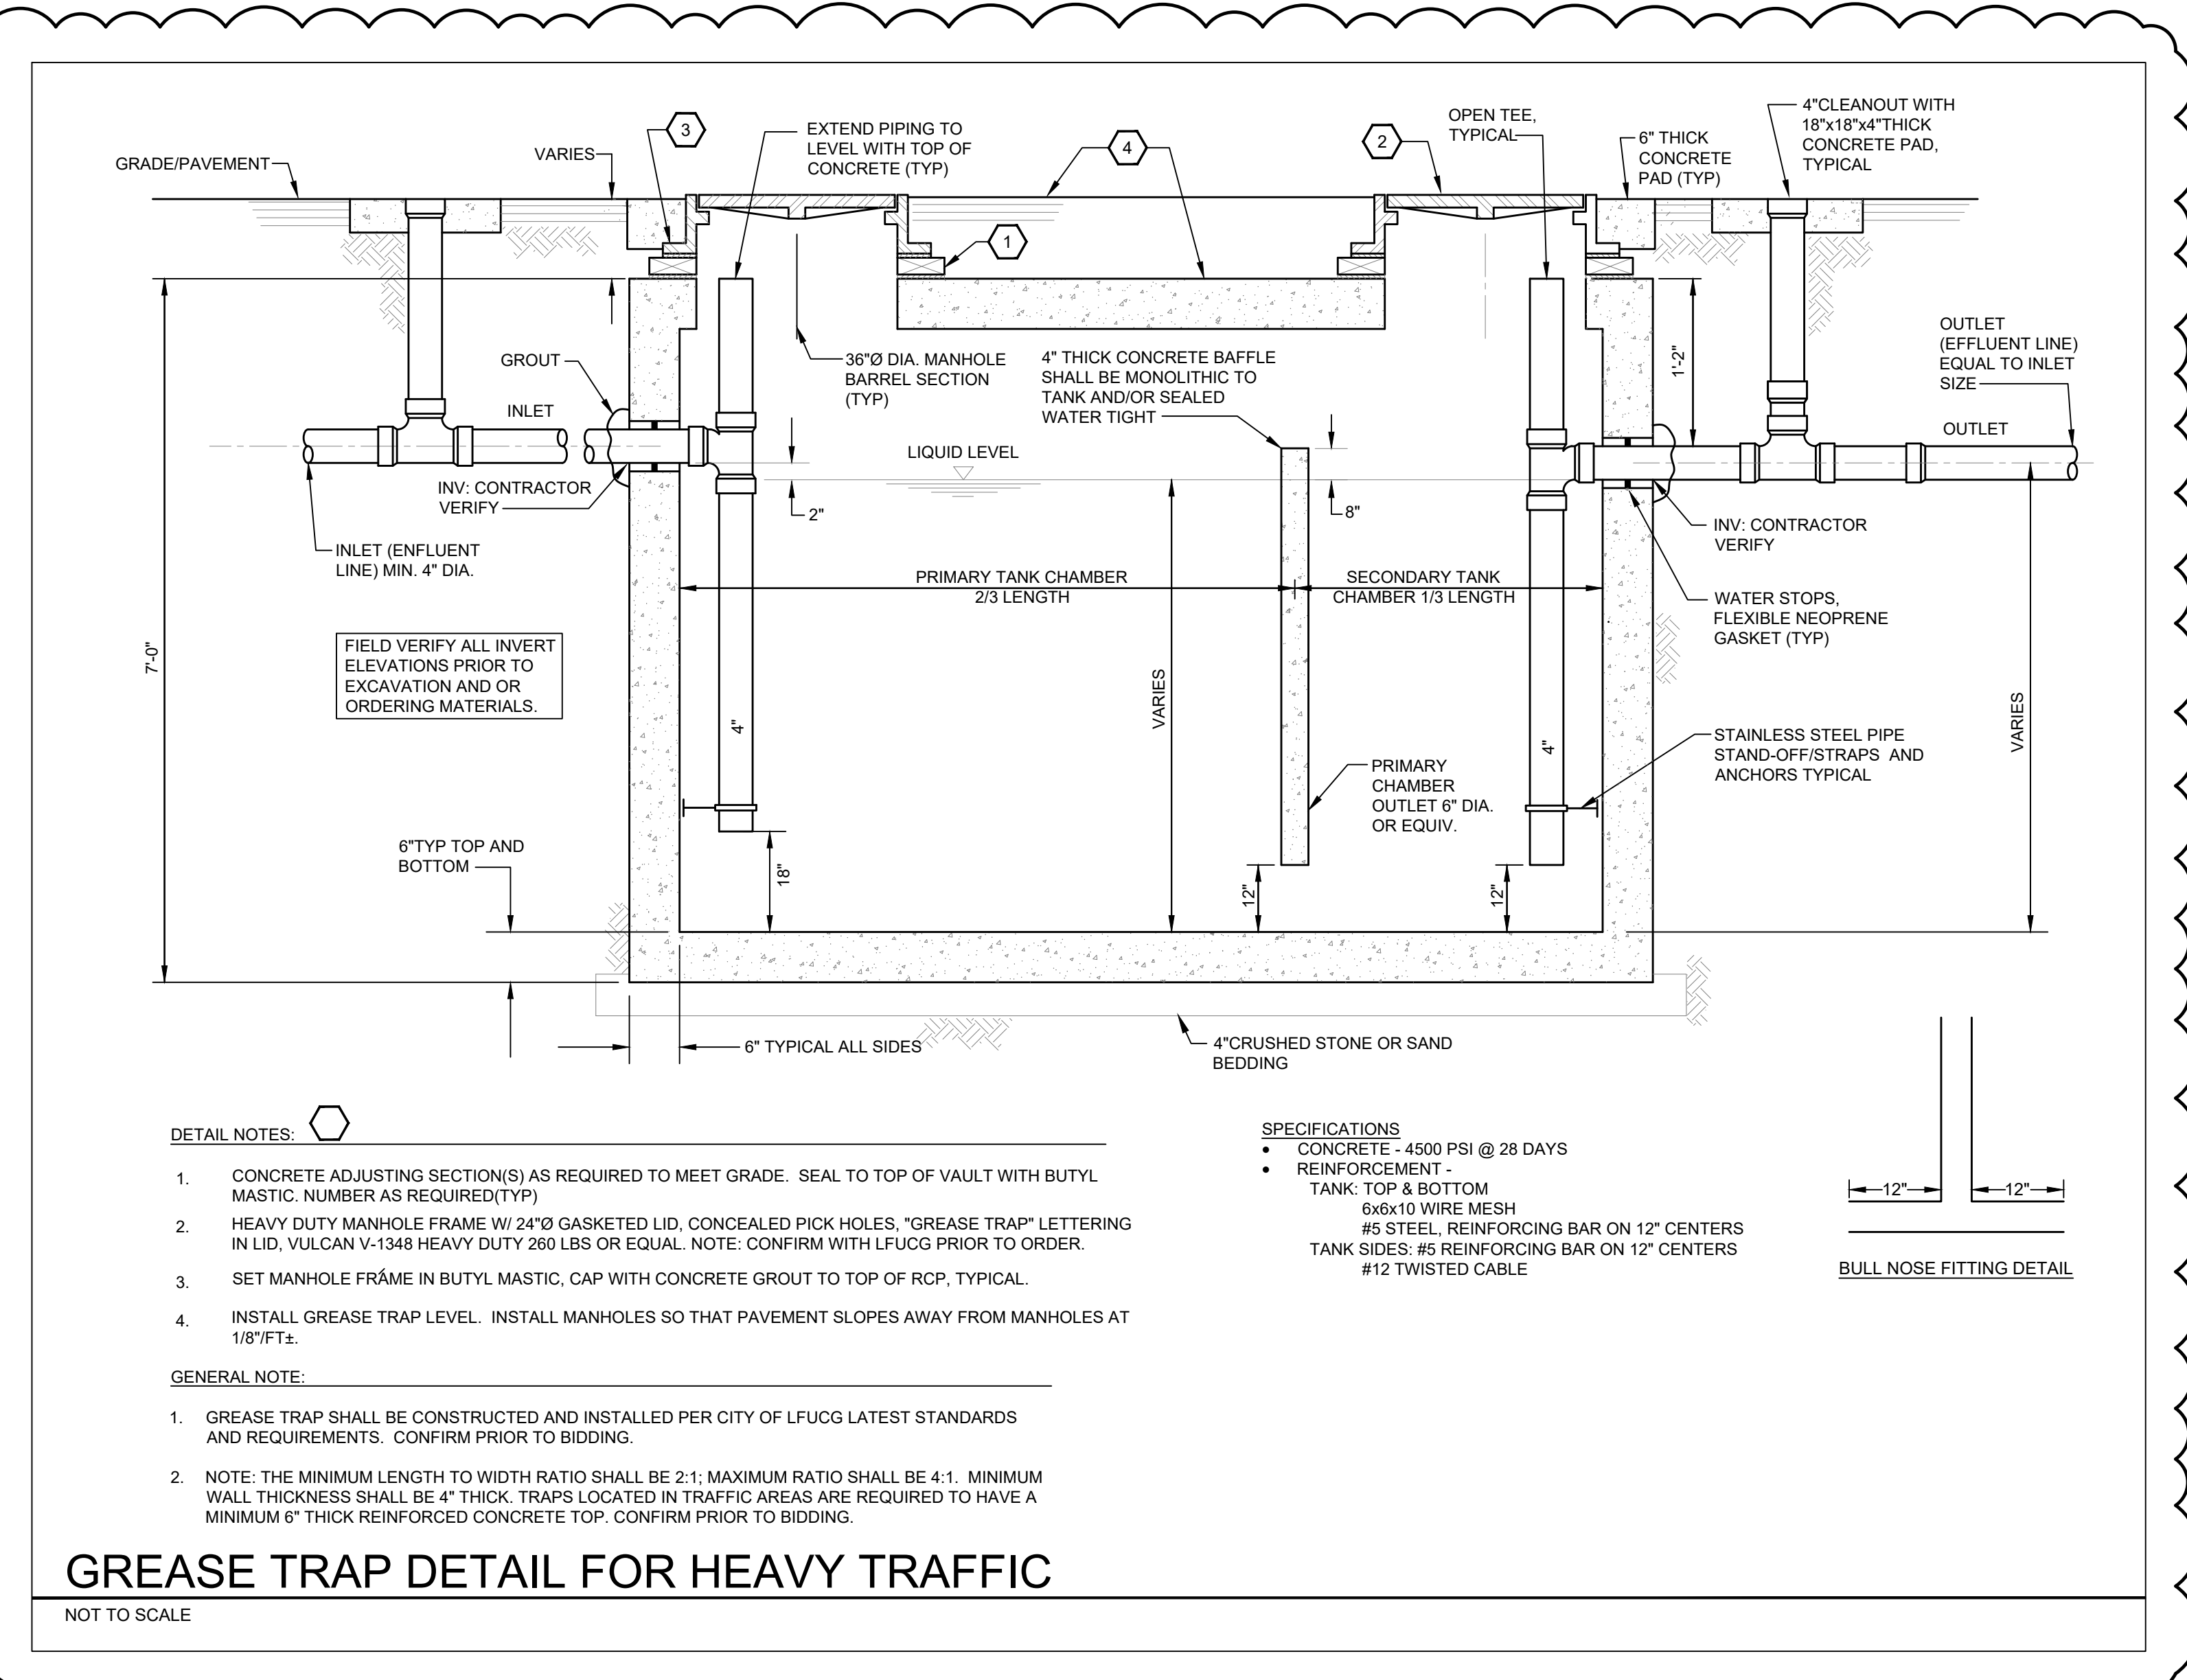 4"CLEANOUT WITH
18"x18"x4"THICK
CONCRETE PAD,
TYPICAL
OPEN TEE,
TYPICAL
3
EXTEND PIPING TO
LEVEL WITH TOP OF
CONCRETE (TYP)
4
2
6" THICK
CONCRETE
PAD (TYP)
VARIES
GRADE/PAVEMENT
1
OUTLET
(EFFLUENT LINE)
EQUAL TO INLET
SIZE
GROUT
36"Ø DIA. MANHOLE
BARREL SECTION
(TYP)
4" THICK CONCRETE BAFFLE
SHALL BE MONOLITHIC TO
TANK AND/OR SEALED
WATER TIGHT
1'-2"
INLET
OUTLET
LIQUID LEVEL
INV: CONTRACTOR
VERIFY
2"
8"
INV: CONTRACTOR
VERIFY
INLET (ENFLUENT
LINE) MIN. 4" DIA.
PRIMARY TANK CHAMBER
2/3 LENGTH
SECONDARY TANK
CHAMBER 1/3 LENGTH
WATER STOPS,
FLEXIBLE NEOPRENE
GASKET (TYP)
7'-0"
FIELD VERIFY ALL INVERT
ELEVATIONS PRIOR TO
EXCAVATION AND OR
ORDERING MATERIALS.
4"
VARIES
4"
VARIES
STAINLESS STEEL PIPE
STAND-OFF/STRAPS AND
ANCHORS TYPICAL
PRIMARY
CHAMBER
OUTLET 6" DIA.
OR EQUIV.
6"TYP TOP AND
BOTTOM
18"
12"
12"
6" TYPICAL ALL SIDES
4"CRUSHED STONE OR SAND
BEDDING
DETAIL NOTES:
1. CONCRETE ADJUSTING SECTION(S) AS REQUIRED TO MEET GRADE. SEAL TO TOP OF VAULT WITH BUTYL
MASTIC. NUMBER AS REQUIRED(TYP)
2. HEAVY DUTY MANHOLE FRAME W/ 24"Ø GASKETED LID, CONCEALED PICK HOLES, "GREASE TRAP" LETTERING
IN LID, VULCAN V-1348 HEAVY DUTY 260 LBS OR EQUAL. NOTE: CONFIRM WITH LFUCG PRIOR TO ORDER.
3. SET MANHOLE FRAME IN BUTYL MASTIC, CAP WITH CONCRETE GROUT TO TOP OF RCP, TYPICAL.
4. INSTALL GREASE TRAP LEVEL. INSTALL MANHOLES SO THAT PAVEMENT SLOPES AWAY FROM MANHOLES AT
1/8"/FT±.
GENERAL NOTE:
1. GREASE TRAP SHALL BE CONSTRUCTED AND INSTALLED PER CITY OF LFUCG LATEST STANDARDS
AND REQUIREMENTS. CONFIRM PRIOR TO BIDDING.
2. NOTE: THE MINIMUM LENGTH TO WIDTH RATIO SHALL BE 2:1; MAXIMUM RATIO SHALL BE 4:1. MINIMUM
WALL THICKNESS SHALL BE 4" THICK. TRAPS LOCATED IN TRAFFIC AREAS ARE REQUIRED TO HAVE A
MINIMUM 6" THICK REINFORCED CONCRETE TOP. CONFIRM PRIOR TO BIDDING.
SPECIFICATIONS
• CONCRETE - 4500 PSI @ 28 DAYS
• REINFORCEMENT -
TANK: TOP & BOTTOM
6x6x10 WIRE MESH
#5 STEEL, REINFORCING BAR ON 12" CENTERS
TANK SIDES: #5 REINFORCING BAR ON 12" CENTERS
#12 TWISTED CABLE
12"
12"
BULL NOSE FITTING DETAIL
GREASE TRAP DETAIL FOR HEAVY TRAFFIC
NOT TO SCALE